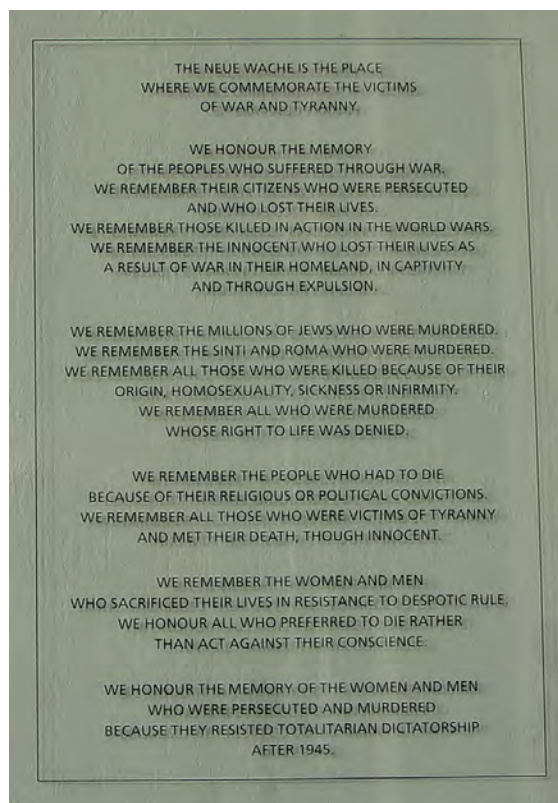 THE NEUE WACHE IS THE PLACE
WHERE WE COMMEMORATE THE VICTIMS
OF WAR AND TYRANNY.
WE HONOUR THE MEMORY
OF THE PEOPLES WHO SUFFERED THROUGH WAR.
WE REMEMBER THEIR CITIZENS WHO WERE PERSECUTED
AND WHO LOST THEIR LIVES.
WE REMEMBER THOSE KILLED IN ACTION IN THE WORLD WARS.
WE REMEMBER THE INNOCENT WHO LOST THEIR LIVES AS
A RESULT OF WAR IN THEIR HOMELAND, IN CAPTIVITY
AND THROUGH EXPULSION.
WE REMEMBER THE MILLIONS OF JEWS WHO WERE MURDERED.
WE REMEMBER THE SINTI AND ROMA WHO WERE MURDERED.
WE REMEMBER ALL THOSE WHO WERE KILLED BECAUSE OF THEIR
ORIGIN, HOMOSEXUALITY, SICKNESS OR INFIRMITY.
WE REMEMBER ALL WHO WERE MURDERED
WHOSE RIGHT TO LIFE WAS DENIED.
WE REMEMBER THE PEOPLE WHO HAD TO DIE
BECAUSE OF THEIR RELIGIOUS OR POLITICAL CONVICTIONS.
WE REMEMBER ALL THOSE WHO WERE VICTIMS OF TYRANNY
AND MET THEIR DEATH, THOUGH INNOCENT.
WE REMEMBER THE WOMEN AND MEN
WHO SACRIFICED THEIR LIVES IN RESISTANCE TO DESPOTIC RULE.
WE HONOUR ALL WHO PREFERRED TO DIE RATHER
THAN ACT AGAINST THEIR CONSCIENCE.
WE HONOUR THE MEMORY OF THE WOMEN AND MEN
WHO WERE PERSECUTED AND MURDERED
BECAUSE THEY RESISTED TOTALITARIAN DICTATORSHIP
AFTER 1945.